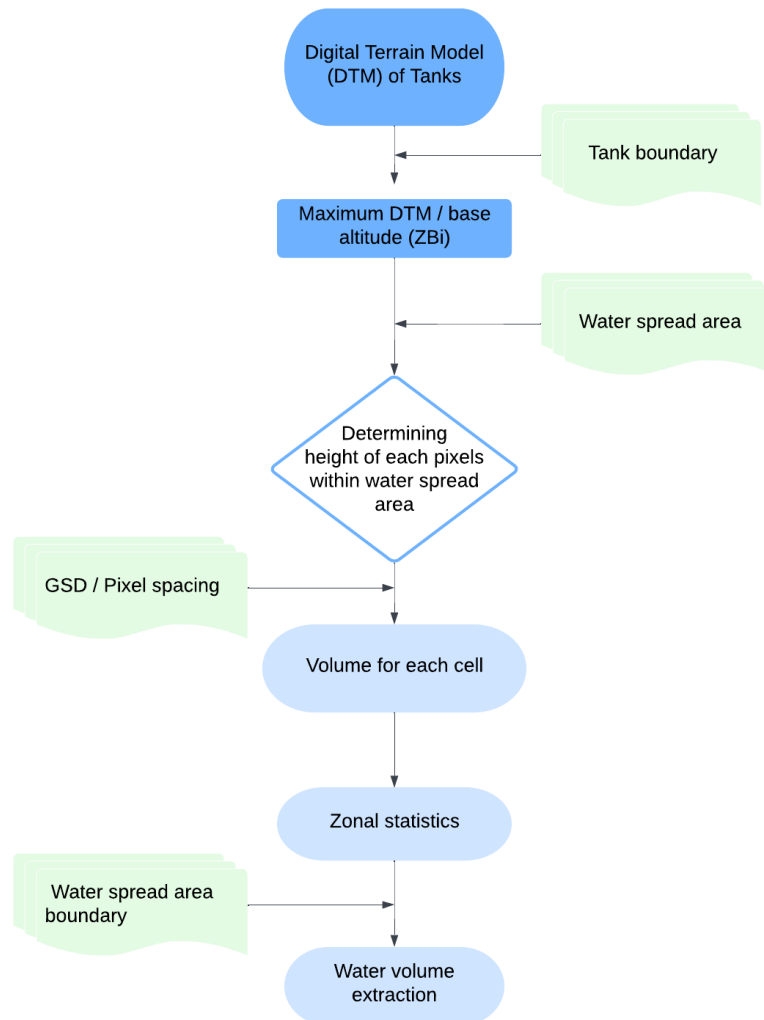 Digital Terrain Model
(DTM) of Tanks
Tank boundary
Maximum DTM / base
altitude (ZBi)
Water spread area
Determining
height of each pixels
within water spread
area
GSD / Pixel spacing
Volume for each cell
Zonal statistics
Water spread area
boundary
Water volume
extraction